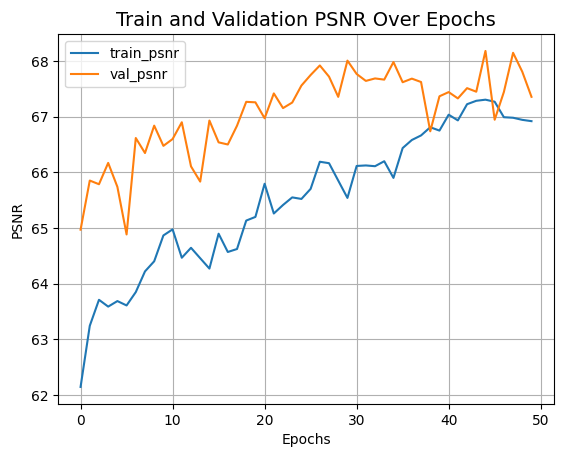 Train and Validation PSNR Over Epochs
train_psnr
val_psnr
68
67
66
65
64
63
62
PSNR
0 10 20 30 40 50
Epochs